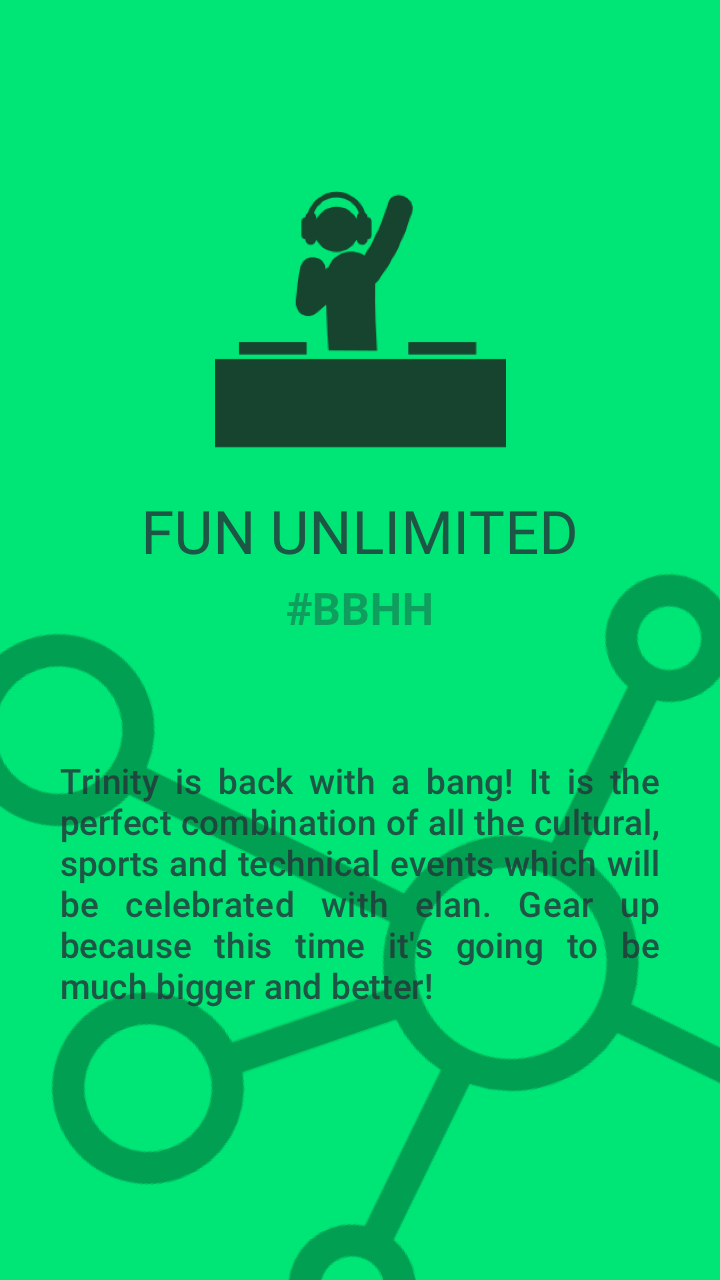 FUN UNLIMITED
#BBHH
Trinity is back with a bang! It is the
perfect combination of all the cultural,
sports and technical events which will
be celebrated with elan. Gear up
because this time it's going to be
much bigger and better!